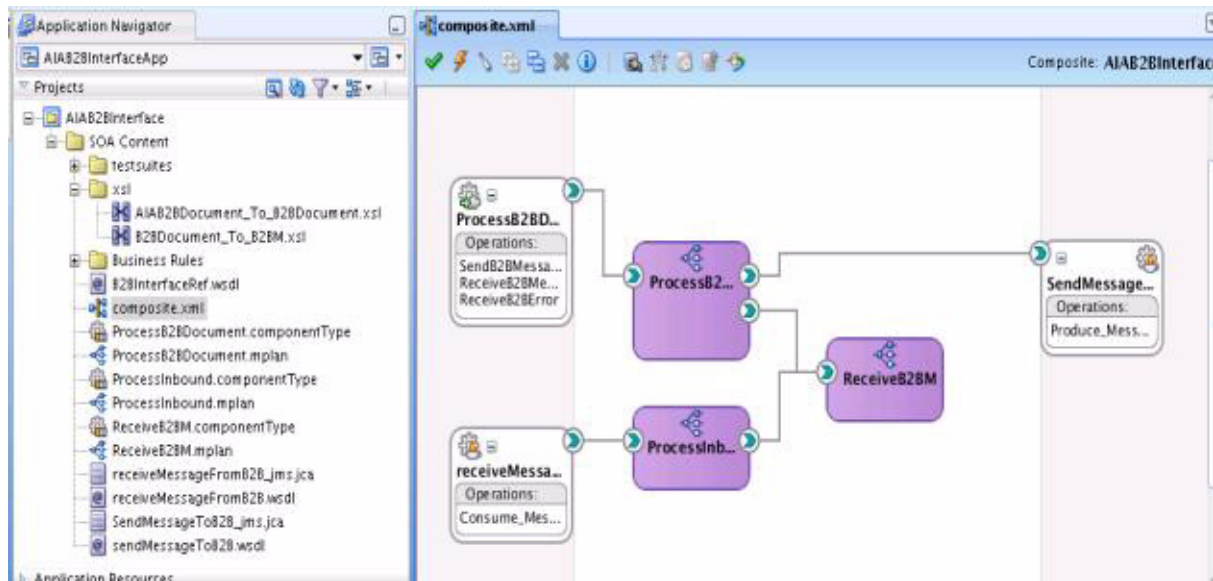 Application Navigator
AIAB2BInterfaceApp
Projects
AIAB2BInterface
SOA Content
testsuites
xsl
AIAB2BDocument_To_B2BDocument.xsl
B2BDocument_To_B2BM.xsl
Business Rules
B2BInterfaceRef.wsdl
composite.xml
ProcessB2BDocument.componentType
ProcessB2BDocument.mplan
ProcessInbound.componentType
ProcessInbound.mplan
ReceiveB2BM.componentType
ReceiveB2BM.mplan
receiveMessageFromB2B_jms.jca
receiveMessageFromB2B.wsdl
SendMessageToB2B_jms.jca
sendMessageToB2B.wsdl
Application Resources
composite.xml
Composite: AIAB2BInterfac
ProcessB2BD...
Operations:
SendB2BMessa...
ReceiveB2BMe...
ReceiveB2BError
ProcessB2...
SendMessage...
Operations:
Produce_Mess...
ReceiveB2BM
ProcessInb...
receiveMessa...
Operations:
Consume_Mes...